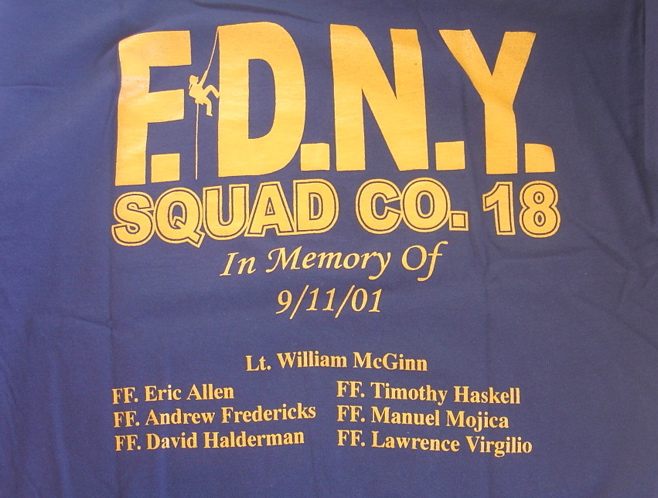 F.D.N.Y.
SQUAD CO. 18
In Memory Of
9/11/01
Lt. William McGinn
FF. Eric Allen
FF. Andrew Fredericks
FF. David Halderman
FF. Timothy Haskell
FF. Manuel Mojica
FF. Lawrence Virgilio